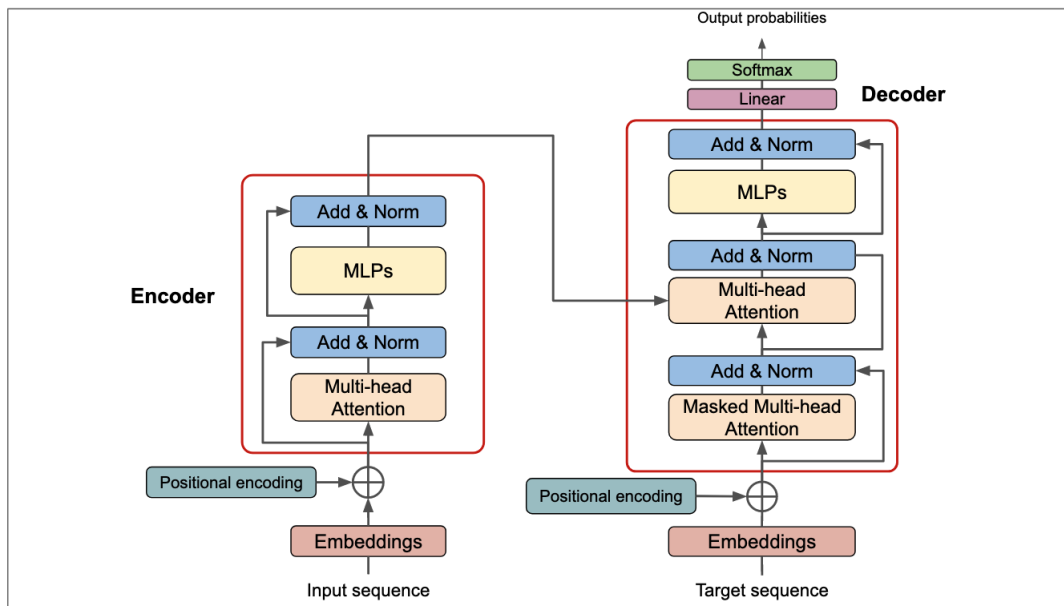 Output probabilities
Softmax
Linear
Decoder
Add & Norm
MLPs
Add & Norm
Multi-head
Attention
Add & Norm
Masked Multi-head
Attention
Positional encoding
Embeddings
Target sequence
Encoder
Add & Norm
MLPs
Add & Norm
Multi-head
Attention
Positional encoding
Embeddings
Input sequence